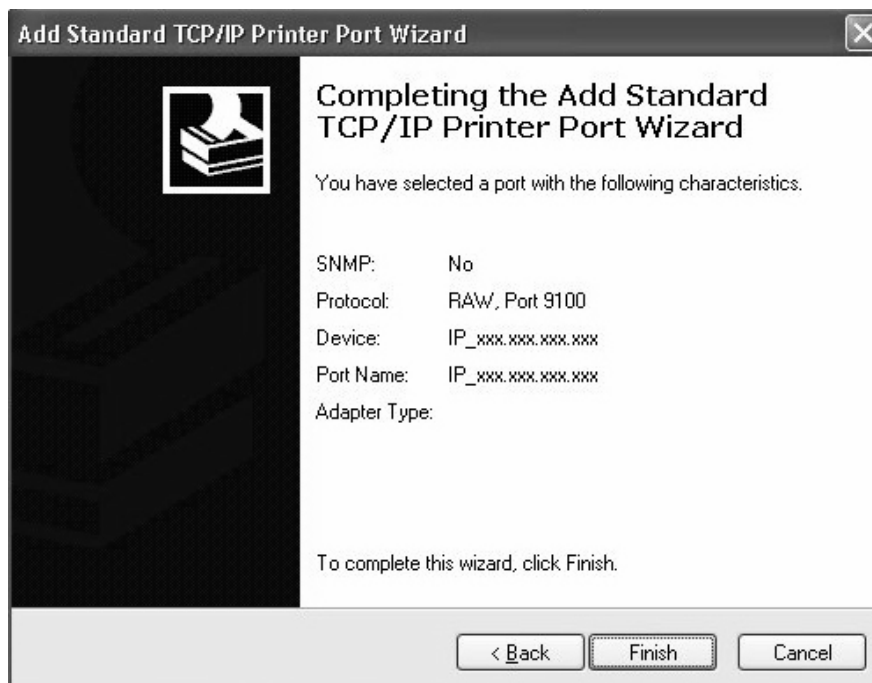 Add Standard TCP/IP Printer Port Wizard
Completing the Add Standard
TCP/IP Printer Port Wizard
You have selected a port with the following characteristics.
SNMP: No
Protocol: RAW, Port 9100
Device: IP_xxx.xxx.xxx.xxx
Port Name: IP_xxx.xxx.xxx.xxx
Adapter Type:
To complete this wizard, click Finish.
< Back Finish Cancel